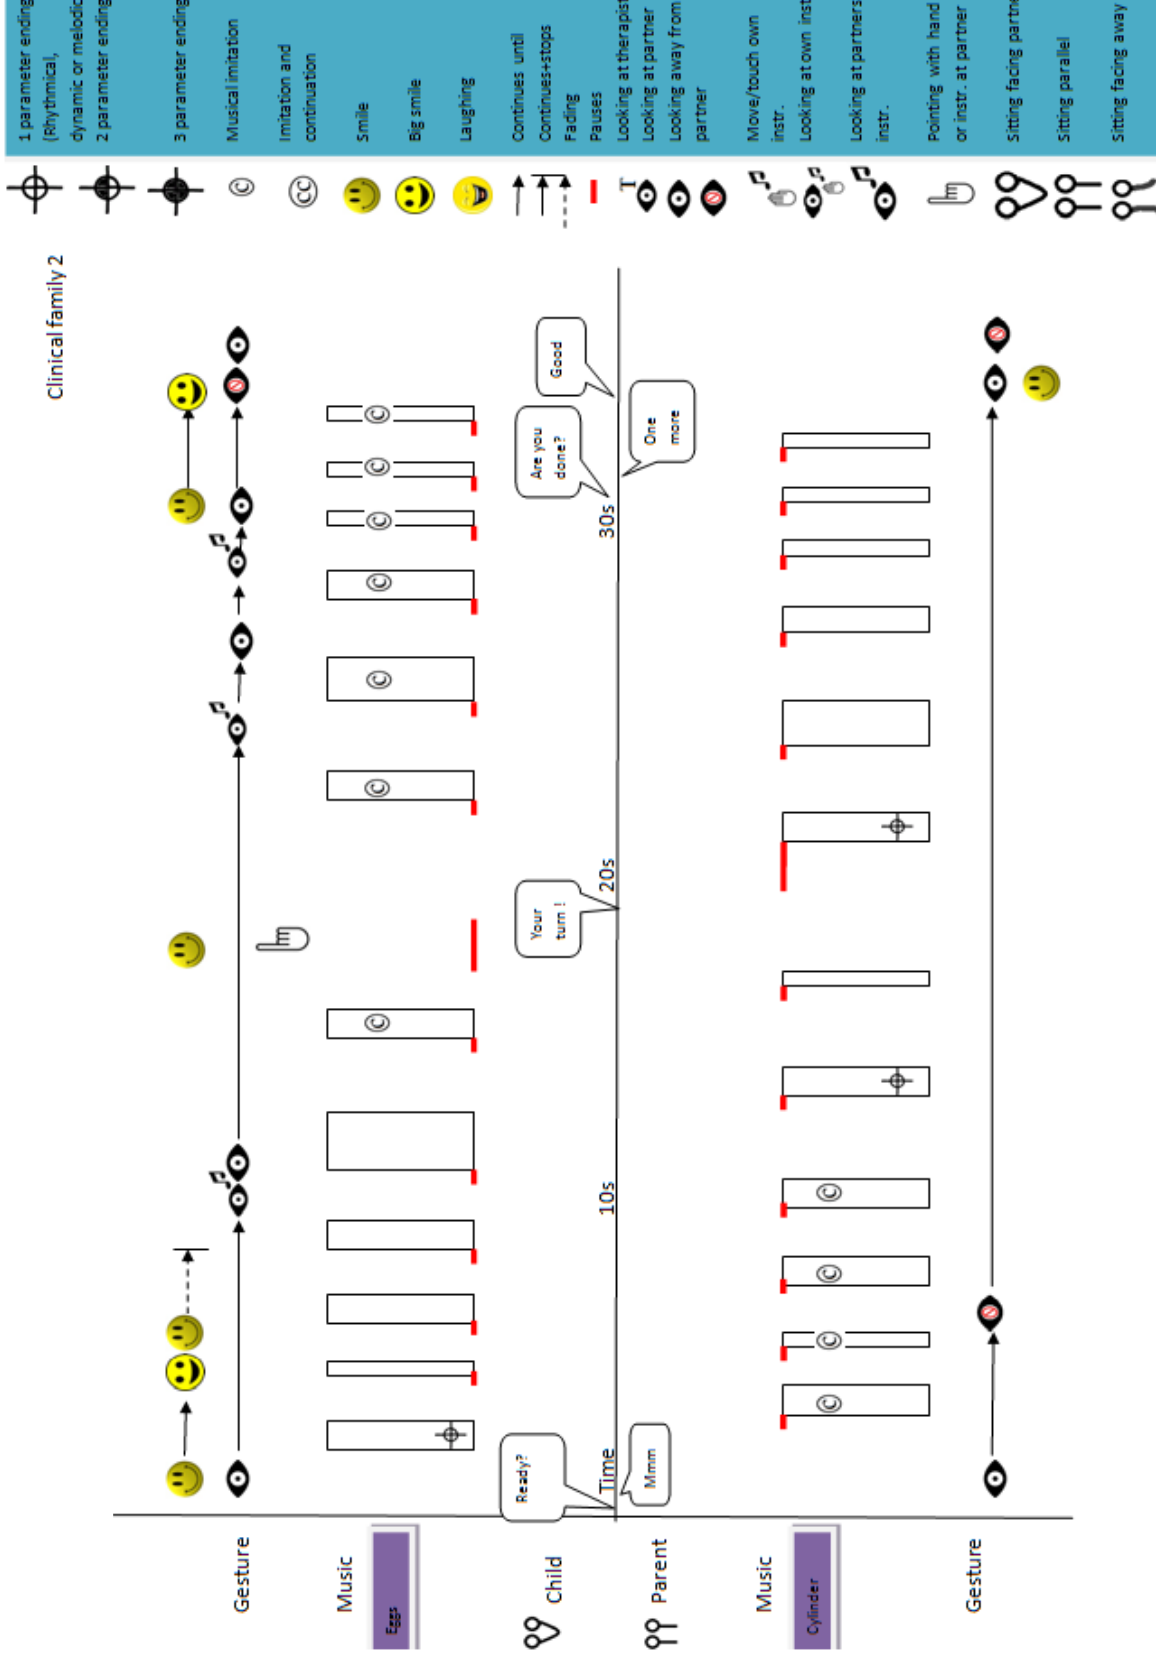 Clinical family 2
Gesture
Music
Eggs
Child
Parent
Music
Cylinder
Gesture
Ready?
Your
turn !
Are you
done?
Good
Time
10s
20s
30s
Mmm
One
more
©
©
©
©
©
©
©
©
©
©
©
1 parameter ending
(Rhythmical,
dynamic or melodic
2 parameter ending
3 parameter ending
© Musical imitation
CC Imitation and
continuation
Smile
Big smile
Laughing
Continues until
Continues+stops
Fading
Pauses
T Looking at therapist
Looking at partner
Looking away from
partner
Move/touch own
instr.
Looking at own inst
Looking at partners
instr.
Pointing with hand
or instr. at partner
Sitting facing partne
Sitting parallel
Sitting facing away